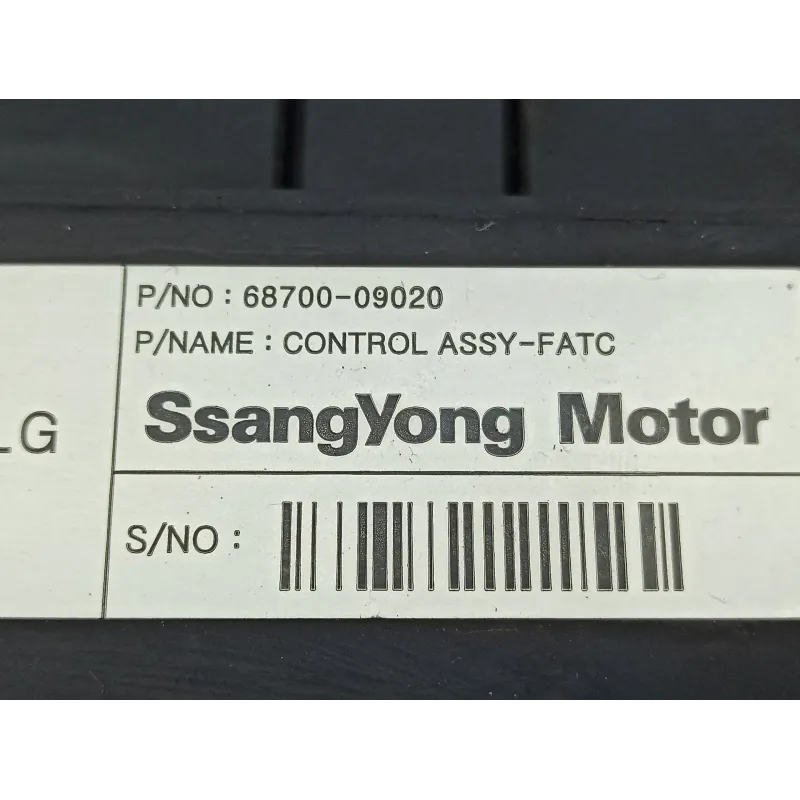 P/NO : 68700-09020
P/NAME : CONTROL ASSY-FATC
SsangYong Motor
LG
S/NO :